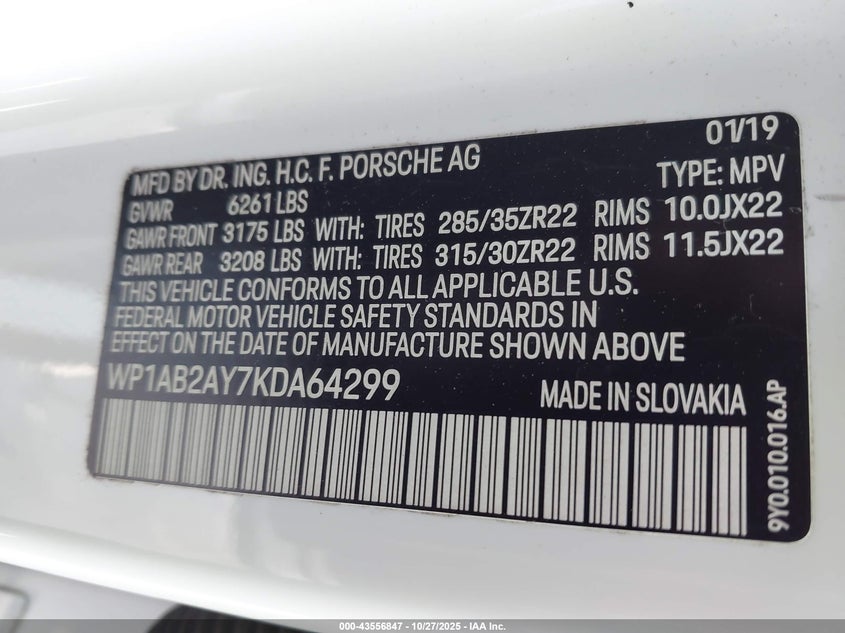 01/19
MFD BY DR. ING. H.C. F. PORSCHE AG
TYPE: MPV
GVWR 6261 LBS
GAWR FRONT 3175 LBS WITH: TIRES 285/35ZR22 RIMS 10.0JX22
GAWR REAR 3208 LBS WITH: TIRES 315/30ZR22 RIMS 11.5JX22
THIS VEHICLE CONFORMS TO ALL APPLICABLE U.S.
FEDERAL MOTOR VEHICLE SAFETY STANDARDS IN
EFFECT ON THE DATE OF MANUFACTURE SHOWN ABOVE
WP1AB2AY7KDA64299 MADE IN SLOVAKIA
9Y0.010.016.AP
000-43556847 | 10/27/2025 - IAA Inc.